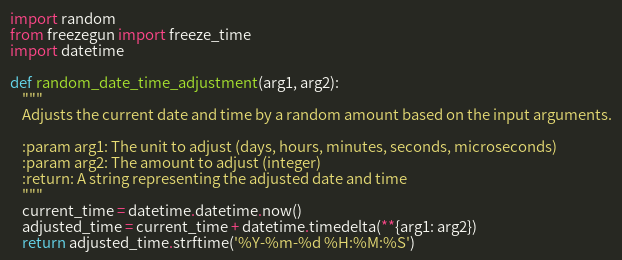 import random
from freezegun import freeze_time
import datetime

def random_date_time_adjustment(arg1, arg2):
    """
    Adjusts the current date and time by a random amount based on the input arguments.

    :param arg1: The unit to adjust (days, hours, minutes, seconds, microseconds)
    :param arg2: The amount to adjust (integer)
    :return: A string representing the adjusted date and time
    """
    current_time = datetime.datetime.now()
    adjusted_time = current_time + datetime.timedelta(**{arg1: arg2})
    return adjusted_time.strftime('%Y-%m-%d %H:%M:%S')